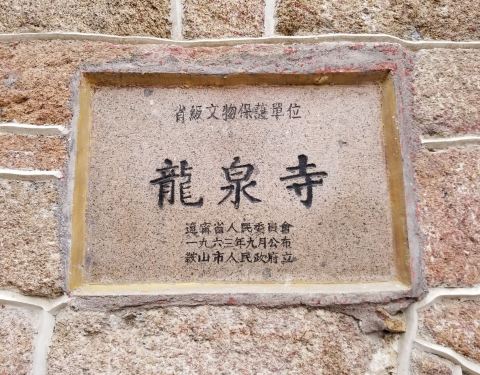 省級文物保護單位
龍泉寺
遼寧省人民委員會
一九六三年九月公布
鞍山市人民政府立